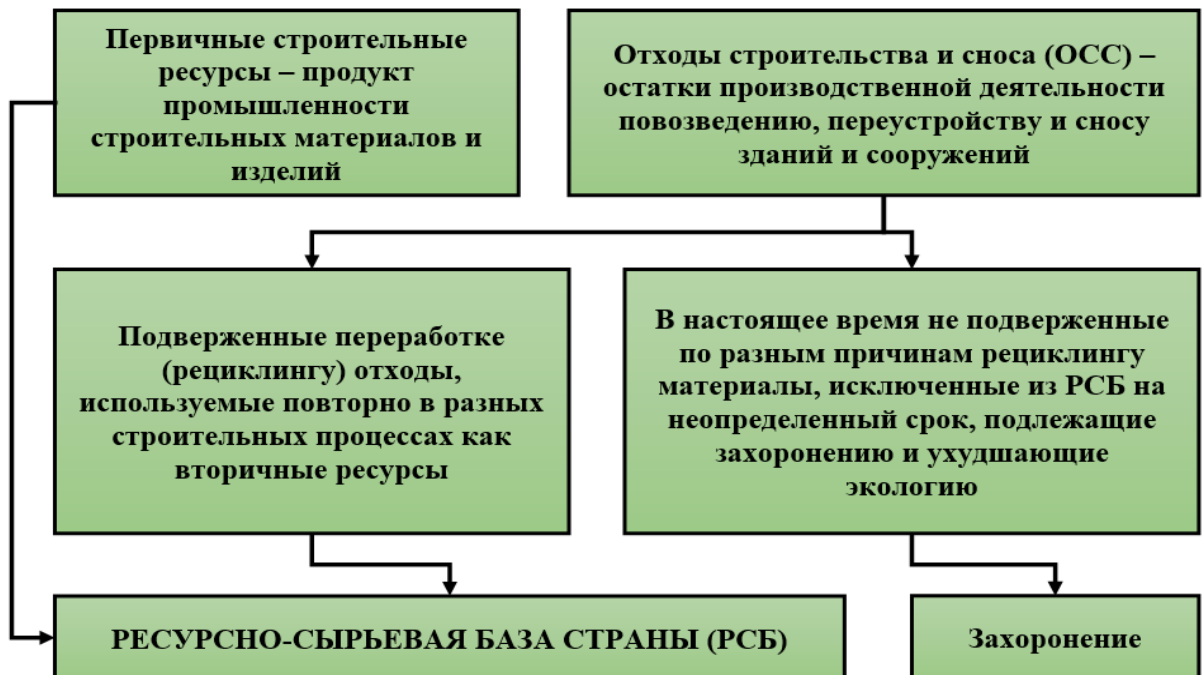 Первичные строительные
ресурсы – продукт
промышленности
строительных материалов и
изделий
Отходы строительства и сноса (ОСС) –
остатки производственной деятельности
повозведению, переустройству и сносу
зданий и сооружений
Подверженные переработке
(рециклингу) отходы,
используемые повторно в разных
строительных процессах как
вторичные ресурсы
В настоящее время не подверженные
по разным причинам рециклингу
материалы, исключенные из РСБ на
неопределенный срок, подлежащие
захоронению и ухудшающие
экологию
РЕСУРСНО-СЫРЬЕВАЯ БАЗА СТРАНЫ (РСБ)
Захоронение